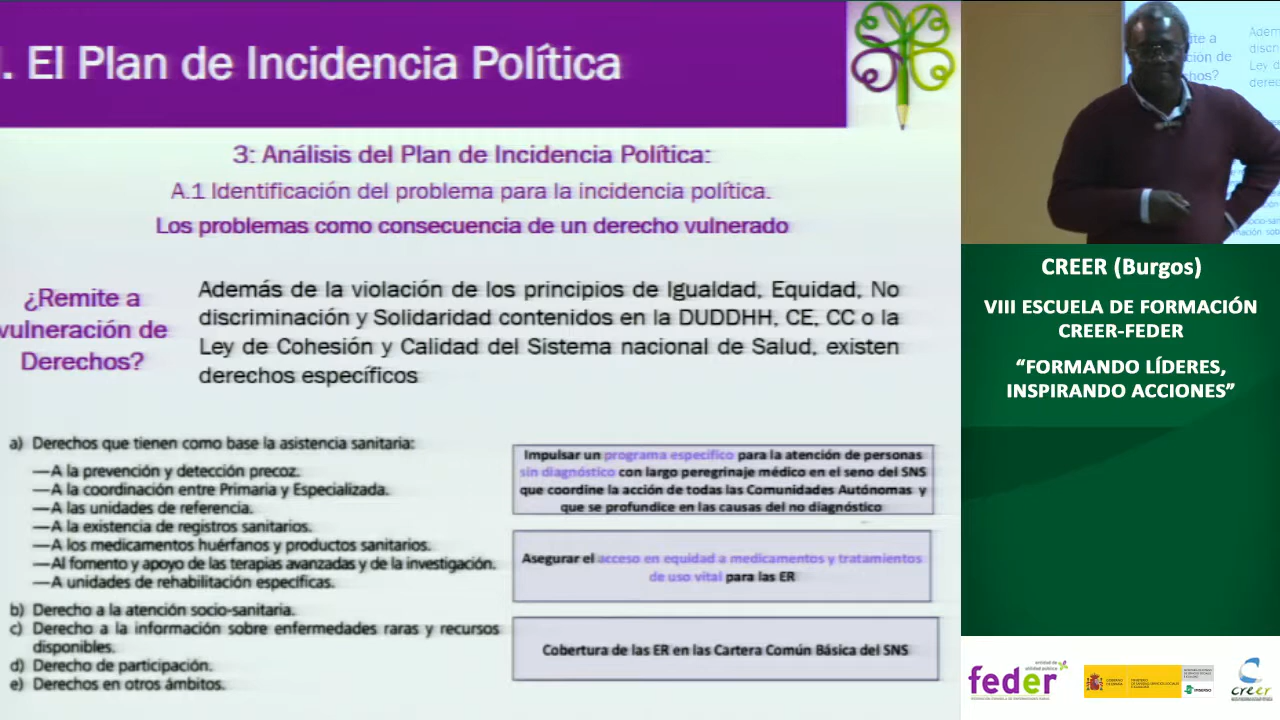 . El Plan de Incidencia Política
3: Análisis del Plan de Incidencia Política:
A.1 Identificación del problema para la incidencia política.
Los problemas como consecuencia de un derecho vulnerado
¿Remite a
vulneración de
Derechos?
Además de la violación de los principios de Igualdad, Equidad, No
discriminación y Solidaridad contenidos en la DUDDHH, CE, CC o la
Ley de Cohesión y Calidad del Sistema nacional de Salud, existen
derechos específicos
a) Derechos que tienen como base la asistencia sanitaria:
—A la prevención y detección precoz.
—A la coordinación entre Primaria y Especializada.
—A las unidades de referencia.
—A la existencia de registros sanitarios.
—A los medicamentos huérfanos y productos sanitarios.
—Al fomento y apoyo de las terapias avanzadas y de la investigación.
—A unidades de rehabilitación específicas.
b) Derecho a la atención socio-sanitaria.
c) Derecho a la información sobre enfermedades raras y recursos
disponibles.
d) Derecho de participación.
e) Derechos en otros ámbitos.
Impulsar un programa específico para la atención de personas
sin diagnóstico con largo peregrinaje médico en el seno del SNS
que coordine la acción de todas las Comunidades Autónomas y
que se profundice en las causas del no diagnóstico
Asegurar el acceso en equidad a medicamentos y tratamientos
de uso vital para las ER
Cobertura de las ER en las Cartera Común Básica del SNS
CREER (Burgos)
VIII ESCUELA DE FORMACIÓN
CREER-FEDER
“FORMANDO LÍDERES,
INSPIRANDO ACCIONES”
feder
creer